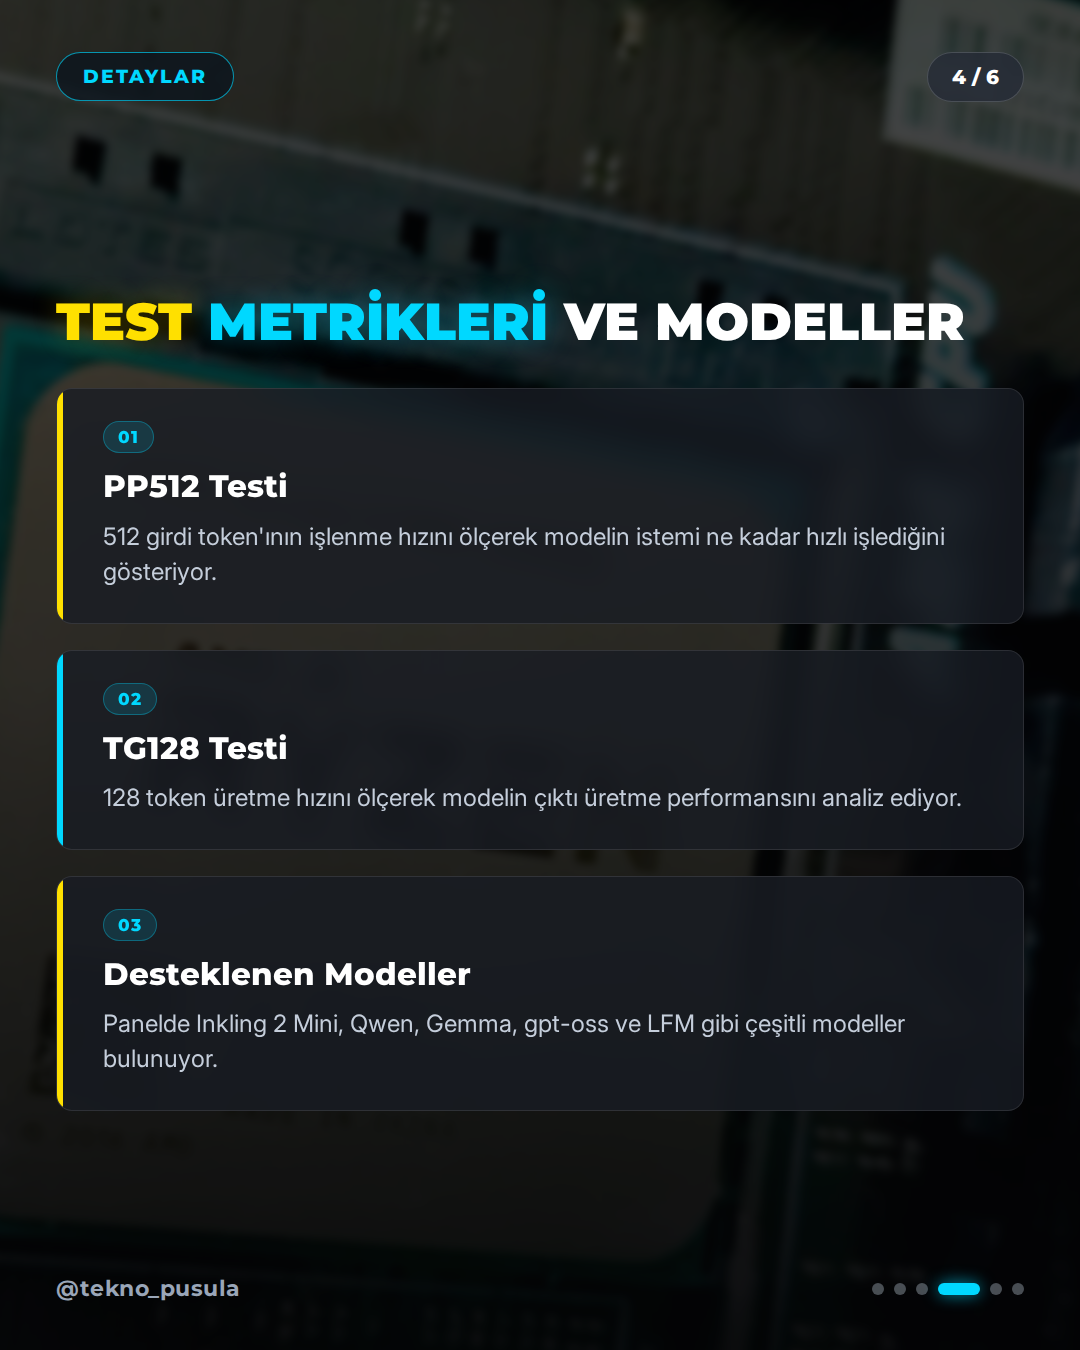 DETAYLAR
4 / 6
TEST METRİKLERİ VE MODELLER
01
PP512 Testi
512 girdi token'ının işlenme hızını ölçerek modelin istemi ne kadar hızlı işlediğini
gösteriyor.
02
TG128 Testi
128 token üretme hızını ölçerek modelin çıktı üretme performansını analiz ediyor.
03
Desteklenen Modeller
Panelde Inkling 2 Mini, Qwen, Gemma, gpt-oss ve LFM gibi çeşitli modeller
bulunuyor.
@tekno_pusula